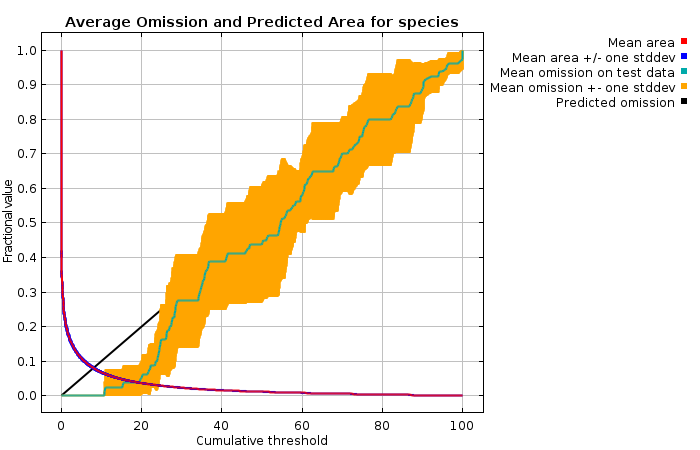 Average Omission and Predicted Area for species
Mean area
Mean area +/- one stddev
Mean omission on test data
Mean omission +- one stddev
Predicted omission
Fractional value
1.0
0.9
0.8
0.7
0.6
0.5
0.4
0.3
0.2
0.1
0.0
0 20 40 60 80 100
Cumulative threshold